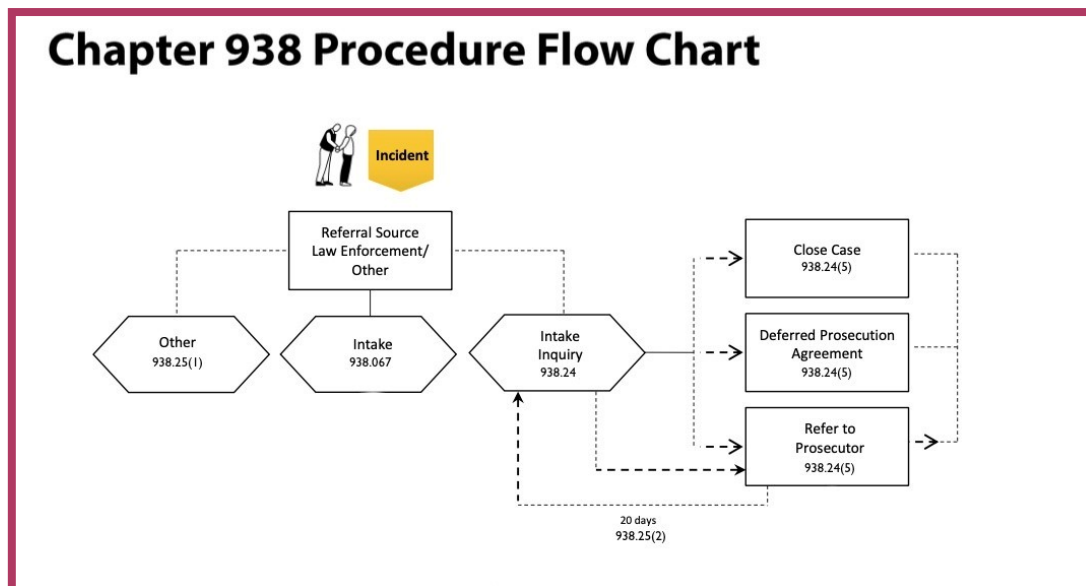 Chapter 938 Procedure Flow Chart
Incident
Referral Source
Law Enforcement/
Other
Other
938.25(1)
Intake
938.067
Intake
Inquiry
938.24
Close Case
938.24(5)
Deferred Prosecution
Agreement
938.24(5)
Refer to
Prosecutor
938.24(5)
20 days
938.25(2)